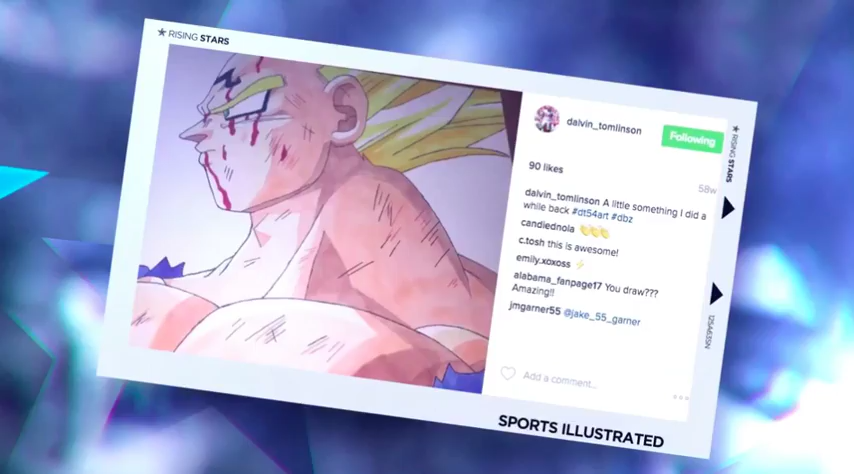 ★ RISING STARS
dalvin_tomlinson
Following
90 likes
58w
dalvin_tomlinson A little something I did a
while back #dt54art #dbz
candiednola
c.tosh this is awesome!
emily.xoxoss ⚡
alabama_fanpage17 You draw???
Amazing!!
jmgarner55 @jake_55_garner
Add a comment...
★ RISING STARS
SPORTS ILLUSTRATED